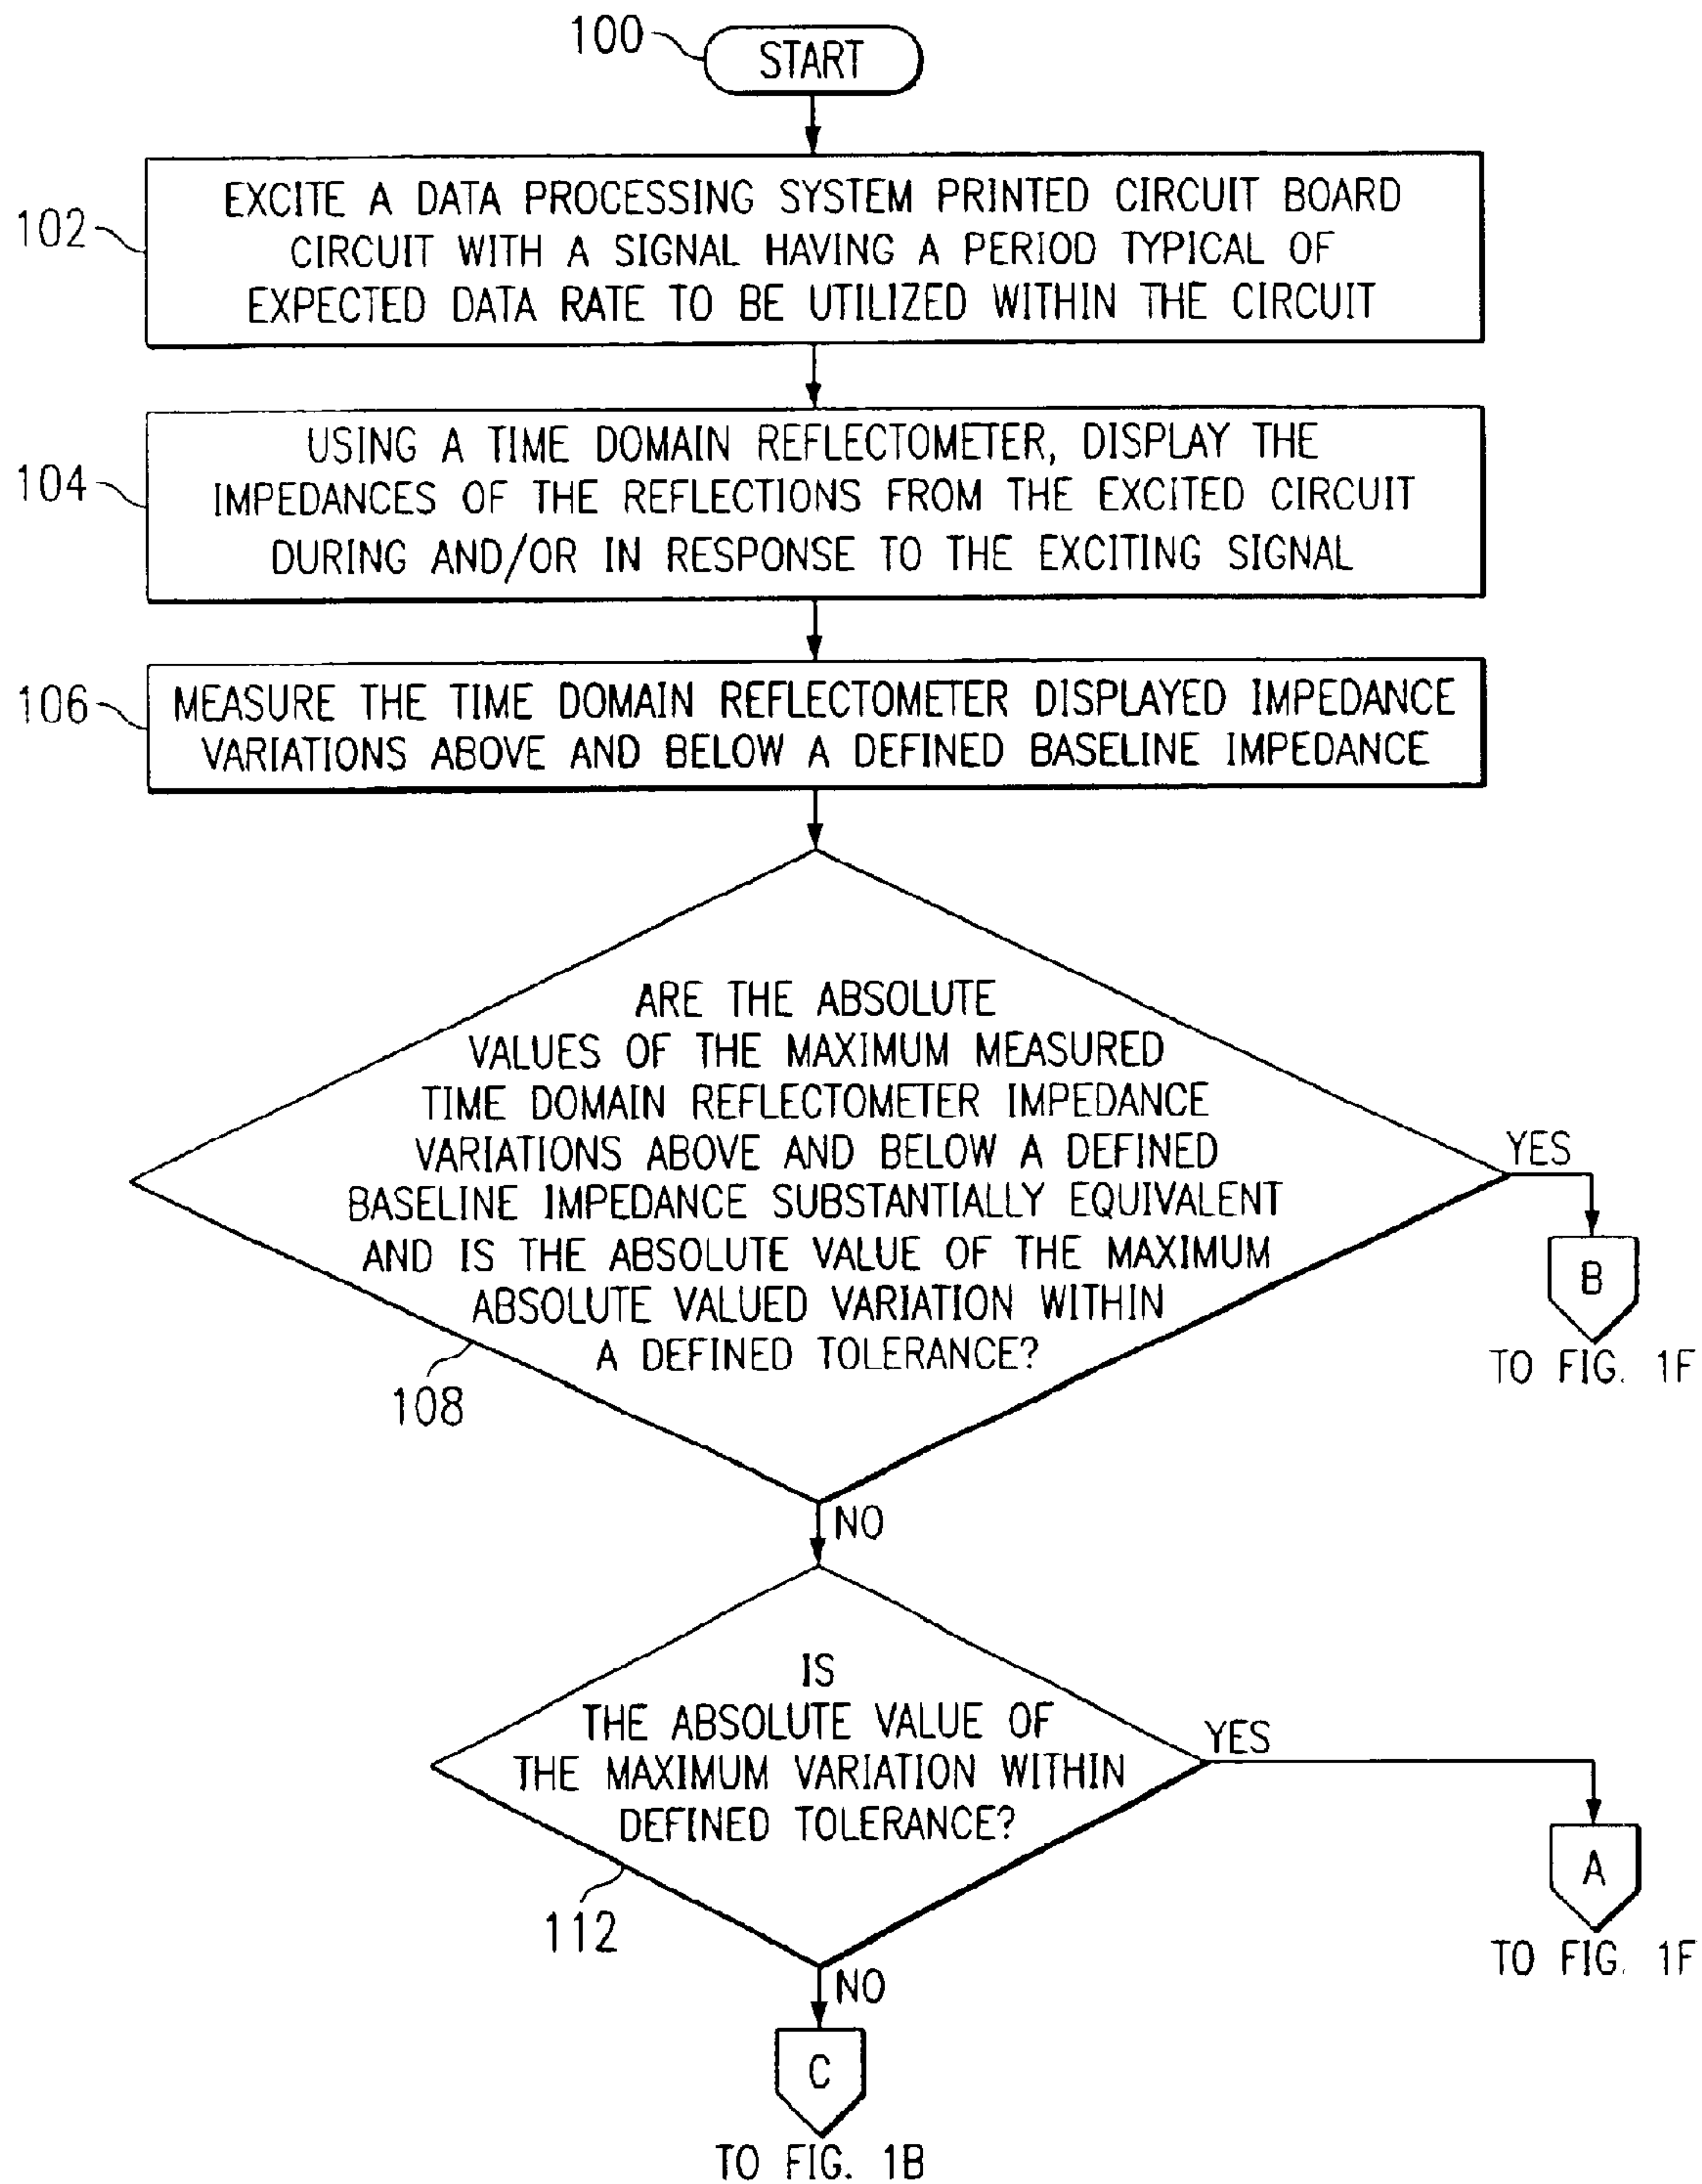 100
START
102
EXCITE A DATA PROCESSING SYSTEM PRINTED CIRCUIT BOARD
CIRCUIT WITH A SIGNAL HAVING A PERIOD TYPICAL OF
EXPECTED DATA RATE TO BE UTILIZED WITHIN THE CIRCUIT
104
USING A TIME DOMAIN REFLECTOMETER, DISPLAY THE
IMPEDANCES OF THE REFLECTIONS FROM THE EXCITED CIRCUIT
DURING AND/OR IN RESPONSE TO THE EXCITING SIGNAL
106
MEASURE THE TIME DOMAIN REFLECTOMETER DISPLAYED IMPEDANCE
VARIATIONS ABOVE AND BELOW A DEFINED BASELINE IMPEDANCE
ARE THE ABSOLUTE
VALUES OF THE MAXIMUM MEASURED
TIME DOMAIN REFLECTOMETER IMPEDANCE
VARIATIONS ABOVE AND BELOW A DEFINED
BASELINE IMPEDANCE SUBSTANTIALLY EQUIVALENT
AND IS THE ABSOLUTE VALUE OF THE MAXIMUM
ABSOLUTE VALUED VARIATION WITHIN
A DEFINED TOLERANCE?
108
YES
B
TO FIG. 1F
NO
IS
THE ABSOLUTE VALUE OF
THE MAXIMUM VARIATION WITHIN
DEFINED TOLERANCE?
112
YES
A
TO FIG. 1F
NO
C
TO FIG. 1B